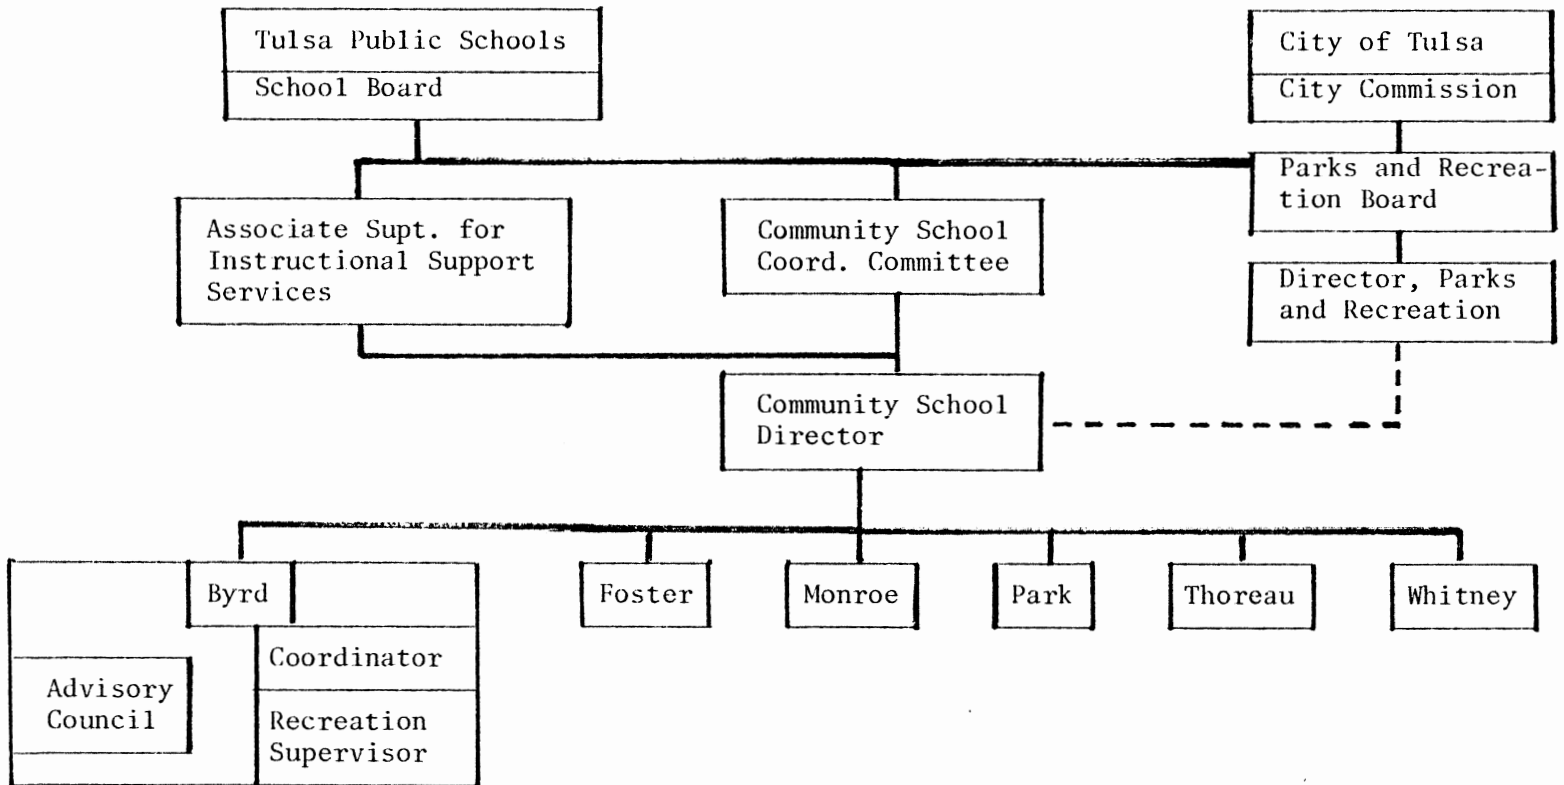 Tulsa Public Schools
School Board
City of Tulsa
City Commission
Parks and Recrea-
tion Board
Associate Supt. for
Instructional Support
Services
Community School
Coord. Committee
Director, Parks
and Recreation
Community School
Director
Byrd
Foster
Monroe
Park
Thoreau
Whitney
Advisory
Council
Coordinator
Recreation
Supervisor